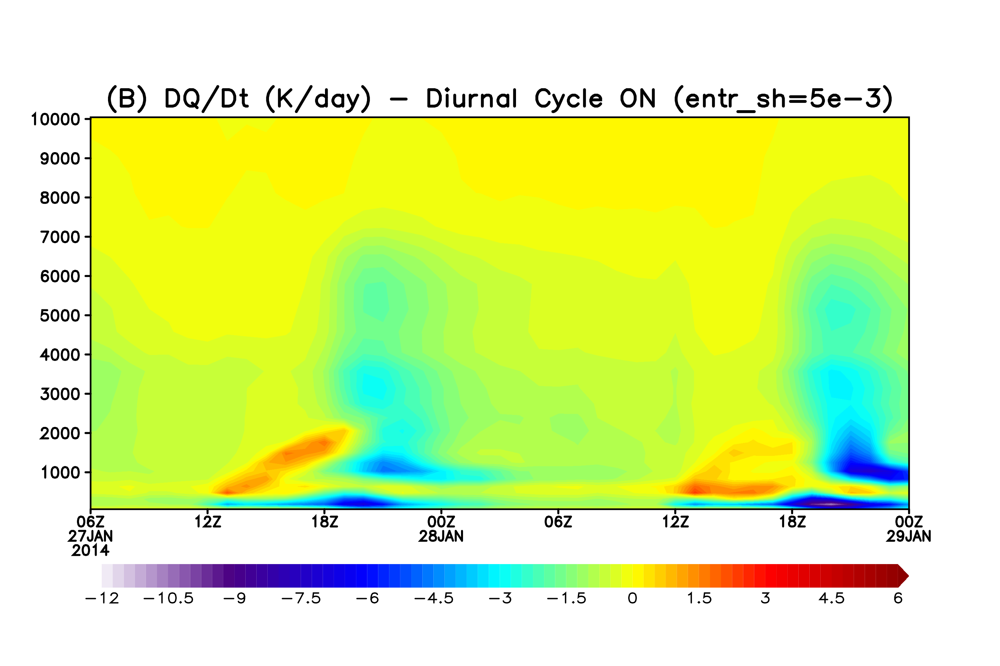 (B) DQ/Dt (K/day) — Diurnal Cycle ON (entr_sh=5e−3)
10000
9000
8000
7000
6000
5000
4000
3000
2000
1000
06Z 12Z 18Z 00Z 06Z 12Z 18Z 00Z
27JAN 28JAN 29JAN
2014
−12 −10.5 −9 −7.5 −6 −4.5 −3 −1.5 0 1.5 3 4.5 6